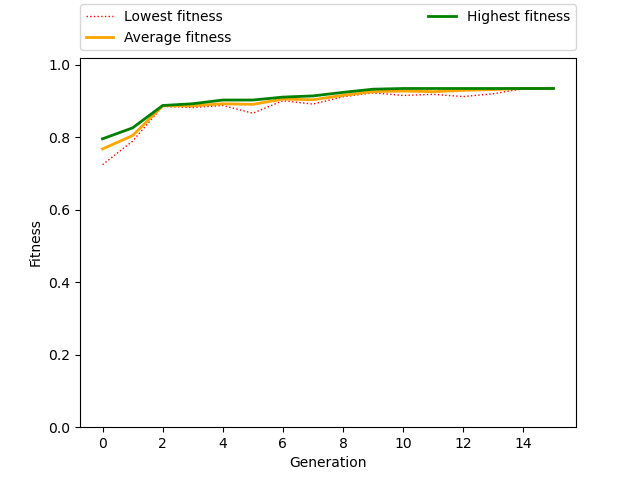 Lowest fitness
Average fitness
Highest fitness
1.0
0.8
0.6
0.4
0.2
0.0
Fitness
0 2 4 6 8 10 12 14
Generation